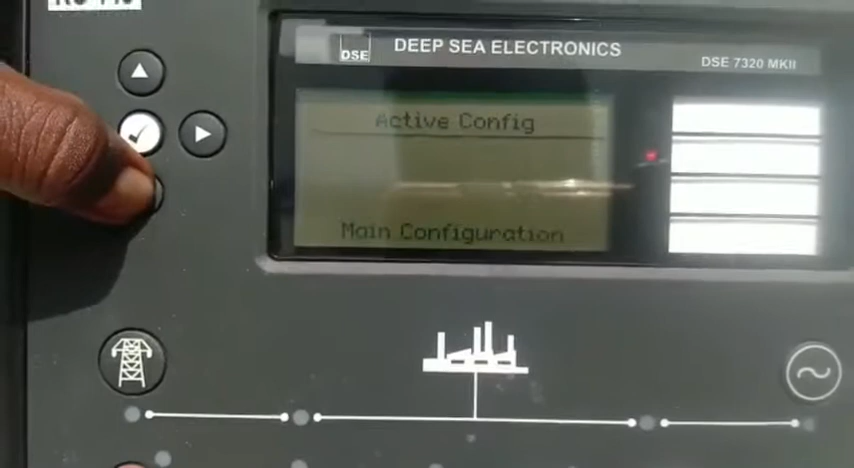 DSE
DEEP SEA ELECTRONICS
DSE 7320 MKII
Active Config
Main Configuration